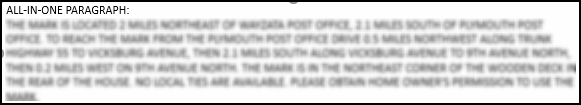 ALL-IN-ONE PARAGRAPH:
THE MARK IS LOCATED 2 MILES NORTHEAST OF WAYZATA POST OFFICE, 2.1 MILES SOUTH OF PLYMOUTH POST
OFFICE. TO REACH THE MARK FROM THE PLYMOUTH POST OFFICE DRIVE 0.5 MILES NORTHWEST ALONG TRUNK
HIGHWAY 55 TO VICKSBURG AVENUE, THEN 2.1 MILES SOUTH ALONG VICKSBURG AVENUE TO 9TH AVENUE NORTH,
THEN 0.2 MILES WEST ON 9TH AVENUE NORTH. THE MARK IS IN THE NORTHEAST CORNER OF THE WOODEN DECK IN
THE REAR OF THE HOUSE. NO LOCAL TIES ARE AVAILABLE. PLEASE OBTAIN HOME OWNER'S PERMISSION TO USE THE
MARK.